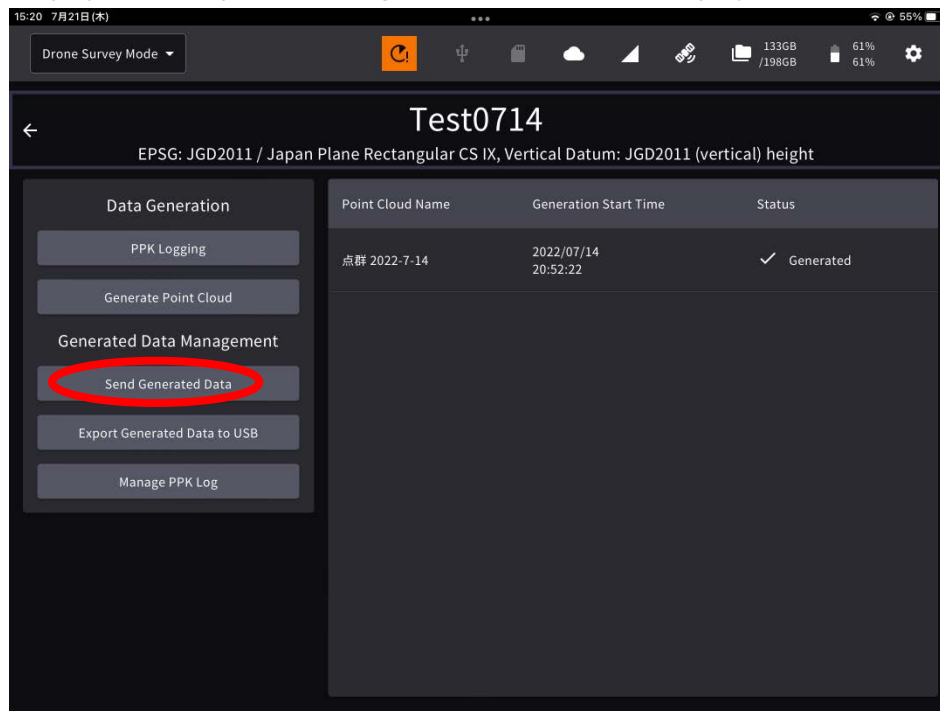 15:20 7月21日(木)
55%
Drone Survey Mode
133GB
/198GB
61%
61%
Test0714
EPSG: JGD2011 / Japan Plane Rectangular CS IX, Vertical Datum: JGD2011 (vertical) height
Data Generation
PPK Logging
Generate Point Cloud
Generated Data Management
Send Generated Data
Export Generated Data to USB
Manage PPK Log
Point Cloud Name Generation Start Time Status
点群 2022-7-14
2022/07/14
20:52:22
Generated